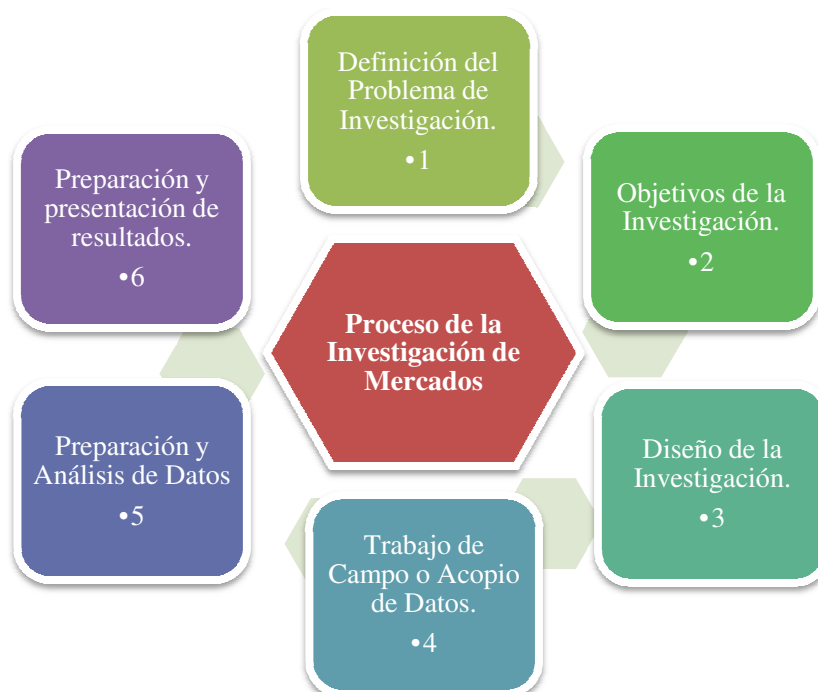 Definición del
Problema de
Investigación.
•1
Objetivos de la
Investigación.
•2
Diseño de la
Investigación.
•3
Trabajo de
Campo o Acopio
de Datos.
•4
Preparación y
Análisis de Datos
•5
Preparación y
presentación de
resultados.
•6
Proceso de la
Investigación de
Mercados